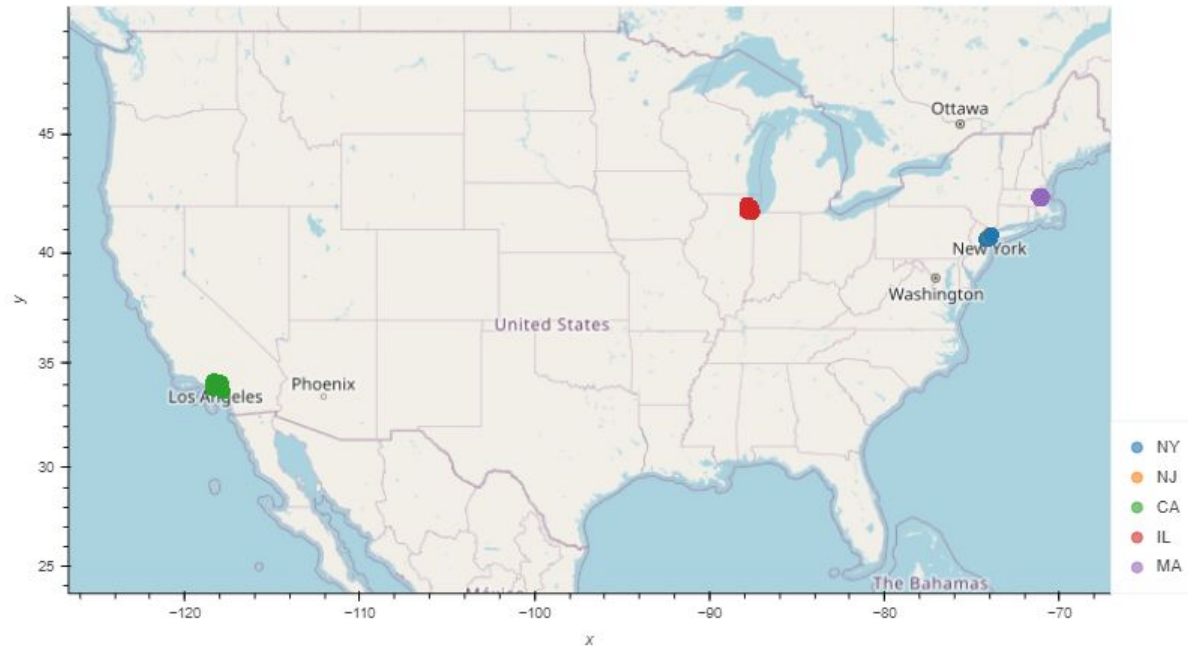 Ottawa
45
New York
40
Washington
United States
y
35
Phoenix
Los Angeles
30
NY
NJ
CA
IL
MA
25
The Bahamas
−120
−110
−100
−90
−80
−70
x